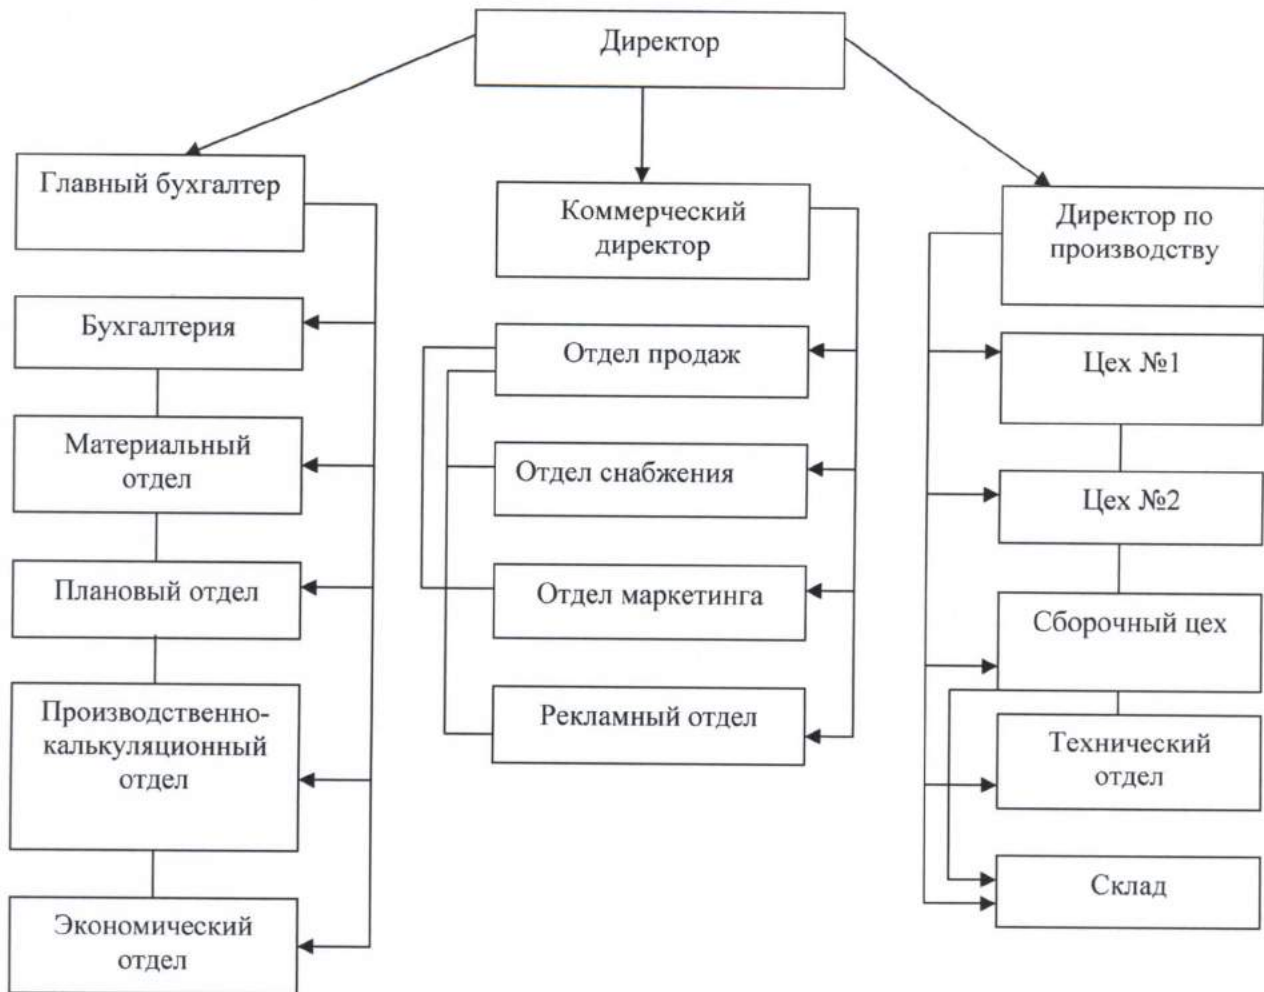 Директор
Главный бухгалтер
Бухгалтерия
Материальный
отдел
Плановый отдел
Производственно-
калькуляционный
отдел
Экономический
отдел
Коммерческий
директор
Отдел продаж
Отдел снабжения
Отдел маркетинга
Рекламный отдел
Директор по
производству
Цех №1
Цех №2
Сборочный цех
Технический
отдел
Склад